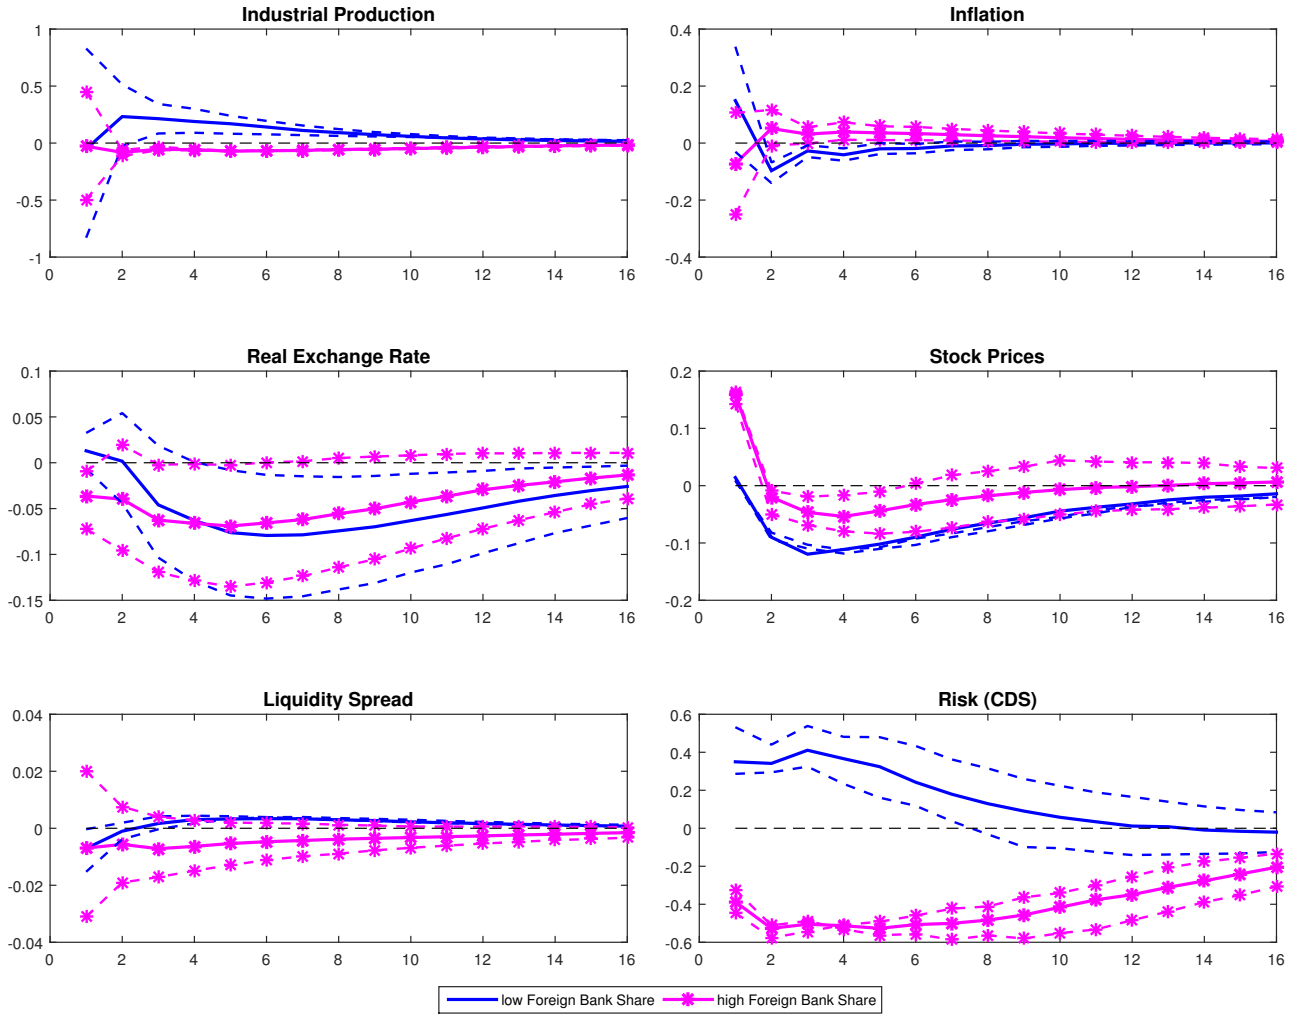 Industrial Production
1
0.5
0
-0.5
-1
0 2 4 6 8 10 12 14 16
Inflation
0.4
0.2
0
-0.2
-0.4
0 2 4 6 8 10 12 14 16
Real Exchange Rate
0.1
0.05
0
-0.05
-0.1
-0.15
0 2 4 6 8 10 12 14 16
Stock Prices
0.2
0.1
0
-0.1
-0.2
0 2 4 6 8 10 12 14 16
Liquidity Spread
0.04
0.02
0
-0.02
-0.04
0 2 4 6 8 10 12 14 16
Risk (CDS)
0.6
0.4
0.2
0
-0.2
-0.4
-0.6
0 2 4 6 8 10 12 14 16
low Foreign Bank Share high Foreign Bank Share